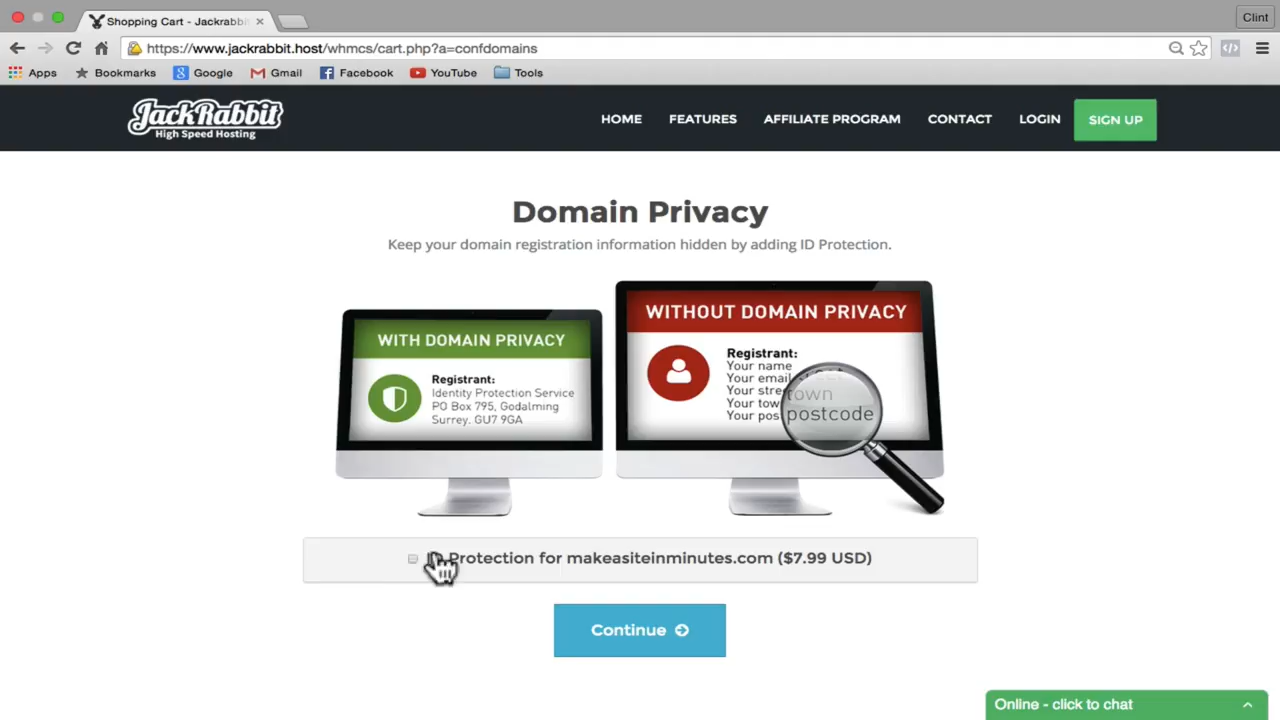 Shopping Cart - Jackrabbi
Clint
https://www.jackrabbit.host/whmcs/cart.php?a=confdomains
Apps Bookmarks Google Gmail Facebook YouTube Tools
JackRabbit
High Speed Hosting
HOME FEATURES AFFILIATE PROGRAM CONTACT LOGIN SIGN UP
Domain Privacy
Keep your domain registration information hidden by adding ID Protection.
WITH DOMAIN PRIVACY
Registrant:
Identity Protection Service
PO Box 795, Godalming
Surrey. GU7 9GA
WITHOUT DOMAIN PRIVACY
Registrant:
Your name
Your email
Your stre
Your tow
Your pos
town
postcode
Protection for makeasiteinminutes.com ($7.99 USD)
Continue
Online - click to chat